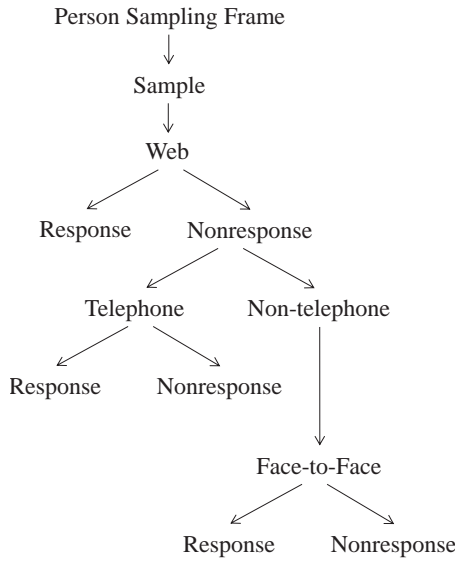 Person Sampling Frame
Sample
Web
Response Nonresponse
Telephone Non-telephone
Response Nonresponse
Face-to-Face
Response Nonresponse